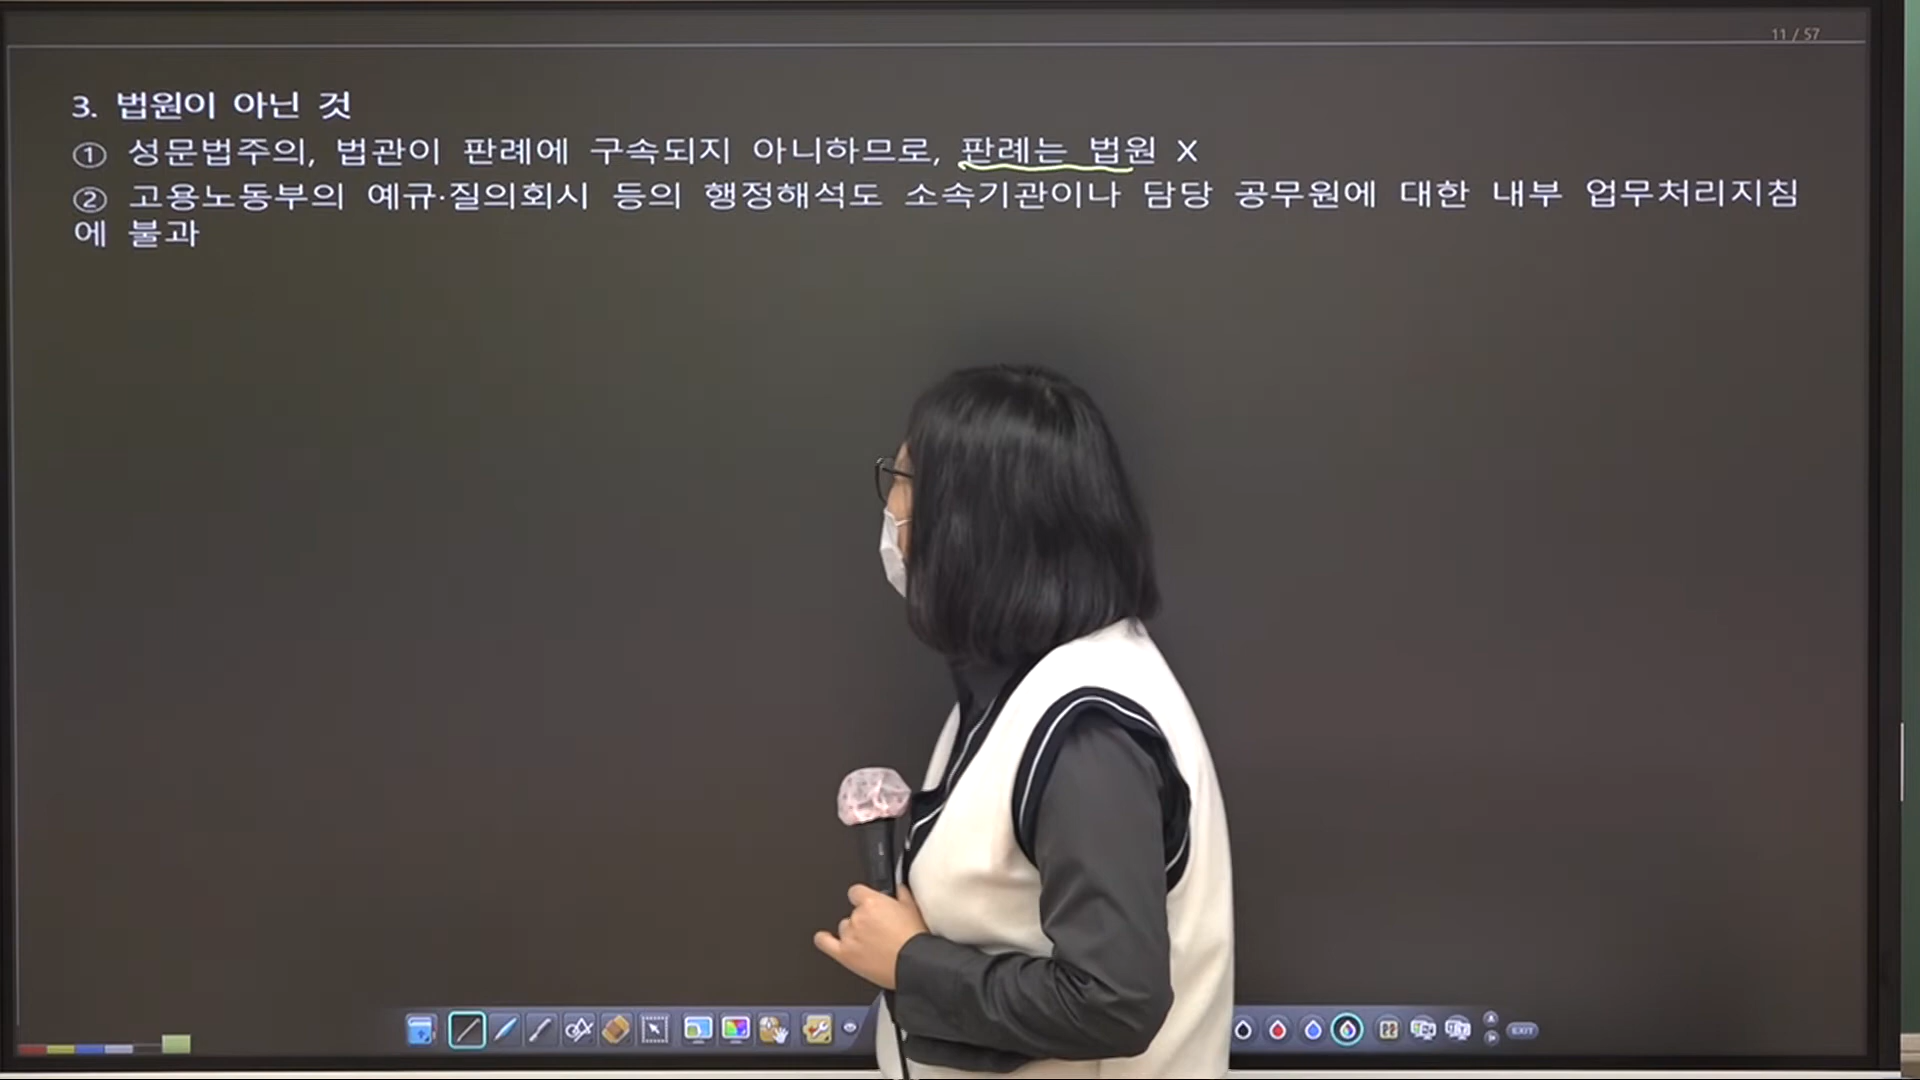 11 / 57
3. 법원이 아닌 것
① 성문법주의, 법관이 판례에 구속되지 아니하므로, 판례는 법원 X
② 고용노동부의 예규·질의회시 등의 행정해석도 소속기관이나 담당 공무원에 대한 내부 업무처리지침
에 불과
EXIT